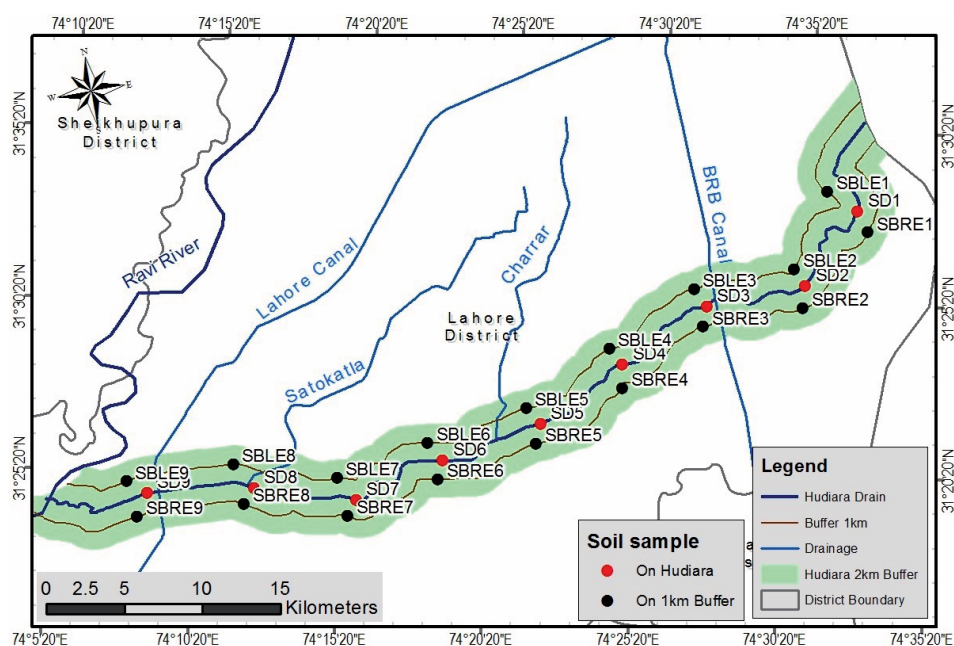 74°10'20"E 74°15'20"E 74°20'20"E 74°25'20"E 74°30'20"E 74°35'20"E
N
W E
S
Sheikhupura
District
31°35'20"N
31°30'20"N
31°25'20"N
31°30'20"N
31°25'20"N
31°20'20"N
Ravi River
Lahore Canal
Satokatla
Charrar
BRB Canal
Lahore
District
SBLE1
SD1
SBRE1
SBLE2
SD2
SBRE2
SBLE3
SD3
SBRE3
SBLE4
SD4
SBRE4
SBLE5
SD5
SBRE5
SBLE6
SD6
SBRE6
SBLE7
SD7
SBRE7
SBLE8
SD8
SBRE8
SBLE9
SD9
SBRE9
Legend
Hudiara Drain
Buffer 1km
Drainage
Hudiara 2km Buffer
District Boundary
Soil sample
On Hudiara
On 1km Buffer
0 2.5 5 10 15
Kilometers
74°5'20"E 74°10'20"E 74°15'20"E 74°20'20"E 74°25'20"E 74°30'20"E 74°35'20"E